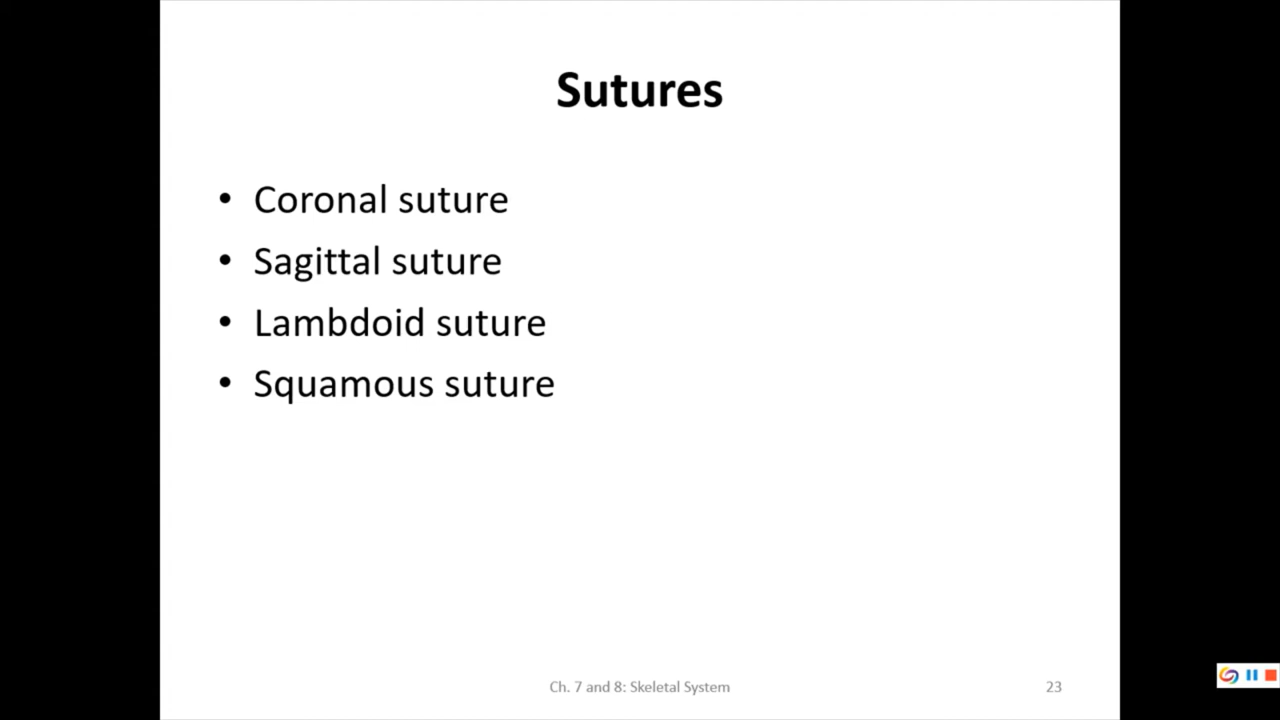 Sutures
• Coronal suture
• Sagittal suture
• Lambdoid suture
• Squamous suture
Ch. 7 and 8: Skeletal System
23